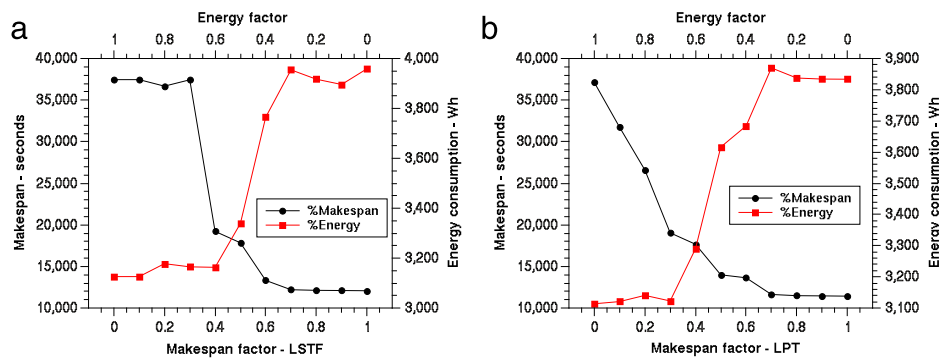 a
Energy factor
1 0.8 0.6 0.4 0.2 0
40,000
35,000
30,000
25,000
20,000
15,000
10,000
Makespan - seconds
4,000
3,800
3,600
3,400
3,200
3,000
Energy consumption - Wh
%Makespan
%Energy
0 0.2 0.4 0.6 0.8 1
Makespan factor - LSTF
b
Energy factor
1 0.8 0.6 0.4 0.2 0
40,000
35,000
30,000
25,000
20,000
15,000
10,000
Makespan - seconds
3,900
3,800
3,700
3,600
3,500
3,400
3,300
3,200
3,100
Energy consumption - Wh
%Makespan
%Energy
0 0.2 0.4 0.6 0.8 1
Makespan factor - LPT